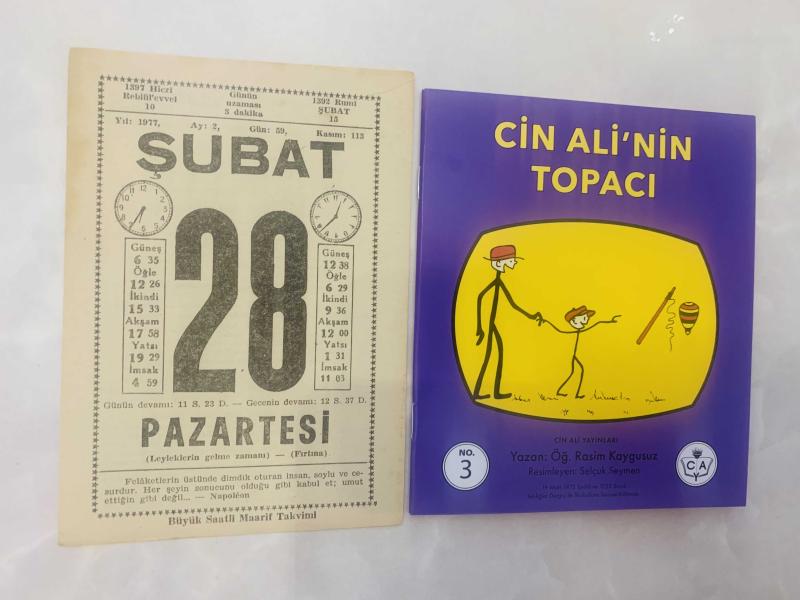 1397 Hicri
Rebiül'evvel
10
Günün
uzaması
3 dakika
1392 Rumi
ŞUBAT
15
Yıl: 1977, Ay: 2, Gün: 59, Kasım: 113
ŞUBAT
28
Güneş
6 35
Öğle
12 26
İkindi
15 33
Akşam
17 58
Yatsı
19 29
İmsak
4 59
Güneş
12 38
Öğle
6 29
İkindi
9 36
Akşam
12 00
Yatsı
1 31
İmsak
11 03
Günün devamı: 11 S. 23 D. — Gecenin devamı: 12 S. 37 D.
PAZARTESİ
(Leyleklerin gelme zamanı) — (Fırtına)
Felâketlerin üstünde dimdik oturan insan, soylu ve ce-
surdur. Her şeyin sonucunu olduğu gibi kabul et; umut
ettiğin gibi değil... — Napoléon
Büyük Saatli Maarif Takvimi
CİN ALİ'NİN
TOPACI
CİN ALİ YAYINLARI
NO.
3
Yazan: Öğ. Rasim Kaygusuz
Resimleyen: Selçuk Seymen
C A
Y